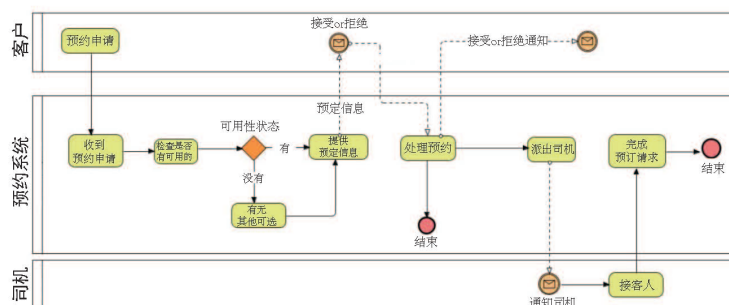 客户
预约申请
接受or拒绝
接受or拒绝通知
预约系统
收到
预约申请
检查是否
有可用的
可用性状态
有
没有
有无
其他可选
预定信息
提供
预定信息
处理预约
结束
派出司机
完成
预订请求
结束
司机
通知司机
接客人